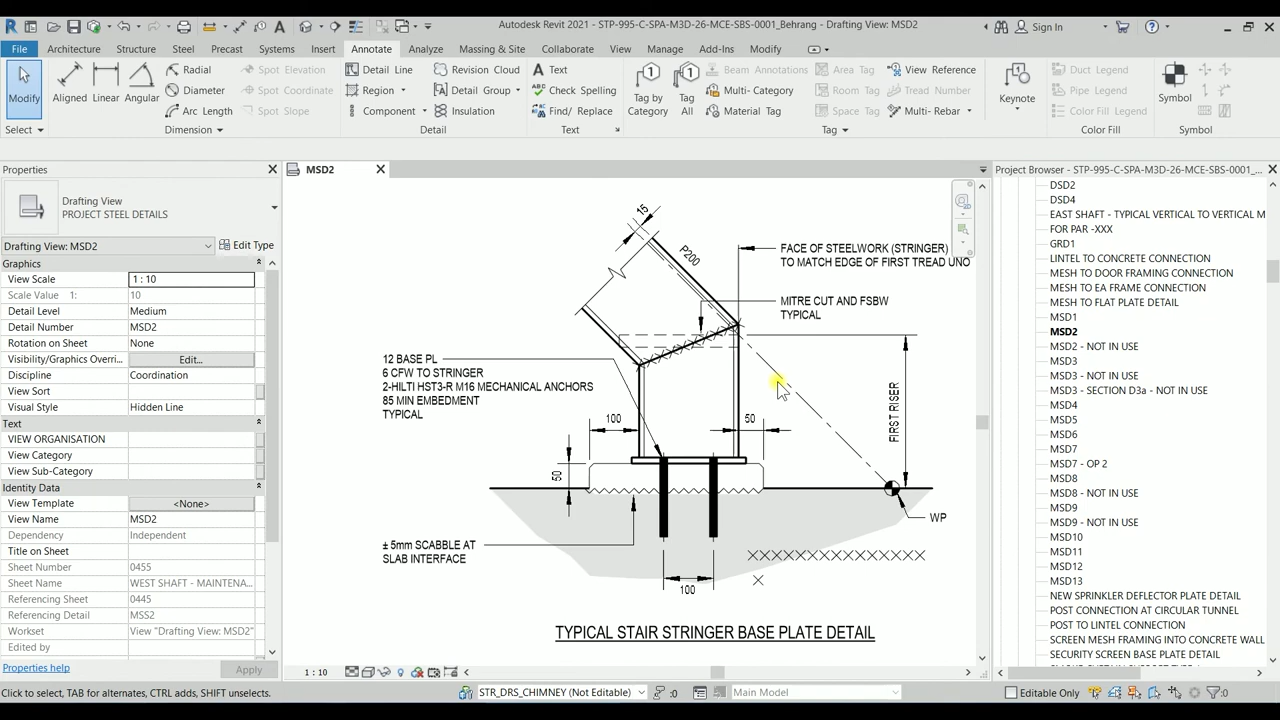 Autodesk Revit 2021 - STP-995-C-SPA-M3D-26-MCE-SBS-0001_Behrang - Drafting View: MSD2
Sign In
File Architecture Structure Steel Precast Systems Insert Annotate Analyze Massing & Site Collaborate View Manage Add-Ins Modify
Modify
Select
Aligned
Linear
Angular
Radial
Diameter
Arc Length
Spot Elevation
Spot Coordinate
Spot Slope
Dimension
Detail Line
Region
Component
Revision Cloud
Detail Group
Insulation
Detail
Text
Check Spelling
Find/ Replace
Text
Tag by Category
Tag All
Beam Annotations
Multi- Category
Material Tag
Area Tag
Room Tag
Space Tag
View Reference
Tread Number
Multi- Rebar
Tag
Keynote
Duct Legend
Pipe Legend
Color Fill Legend
Color Fill
Symbol
Symbol
Properties
Drafting View
PROJECT STEEL DETAILS
Drafting View: MSD2
Edit Type
Graphics
View Scale 1 : 10
Scale Value 1: 10
Detail Level Medium
Detail Number MSD2
Rotation on Sheet None
Visibility/Graphics Overri... Edit...
Discipline Coordination
View Sort
Visual Style Hidden Line
Text
VIEW ORGANISATION
View Category
View Sub-Category
Identity Data
View Template <None>
View Name MSD2
Dependency Independent
Title on Sheet
Sheet Number 0455
Sheet Name WEST SHAFT - MAINTENA...
Referencing Sheet 0445
Referencing Detail MSS2
Workset View "Drafting View: MSD2"
Edited by
Properties help
Apply
MSD2
15
P200
FACE OF STEELWORK (STRINGER)
TO MATCH EDGE OF FIRST TREAD UNO
MITRE CUT AND FSBW
TYPICAL
12 BASE PL
6 CFW TO STRINGER
2-HILTI HST3-R M16 MECHANICAL ANCHORS
85 MIN EMBEDMENT
TYPICAL
100
50
FIRST RISER
50
WP
± 5mm SCABBLE AT
SLAB INTERFACE
100
TYPICAL STAIR STRINGER BASE PLATE DETAIL
1 : 10
Project Browser - STP-995-C-SPA-M3D-26-MCE-SBS-0001_...
DSD2
DSD4
EAST SHAFT - TYPICAL VERTICAL TO VERTICAL M
FOR PAR -XXX
GRD1
LINTEL TO CONCRETE CONNECTION
MESH TO DOOR FRAMING CONNECTION
MESH TO EA FRAME CONNECTION
MESH TO FLAT PLATE DETAIL
MSD1
MSD2
MSD2 - NOT IN USE
MSD3
MSD3 - NOT IN USE
MSD3 - SECTION D3a - NOT IN USE
MSD4
MSD5
MSD6
MSD7
MSD7 - OP 2
MSD8
MSD8 - NOT IN USE
MSD9
MSD9 - NOT IN USE
MSD10
MSD11
MSD12
MSD13
NEW SPRINKLER DEFLECTOR PLATE DETAIL
POST CONNECTION AT CIRCULAR TUNNEL
POST TO LINTEL CONNECTION
SCREEN MESH FRAMING INTO CONCRETE WALL
SECURITY SCREEN BASE PLATE DETAIL
Click to select, TAB for alternates, CTRL adds, SHIFT unselects.
STR_DRS_CHIMNEY (Not Editable)
:0
Main Model
Editable Only
:0